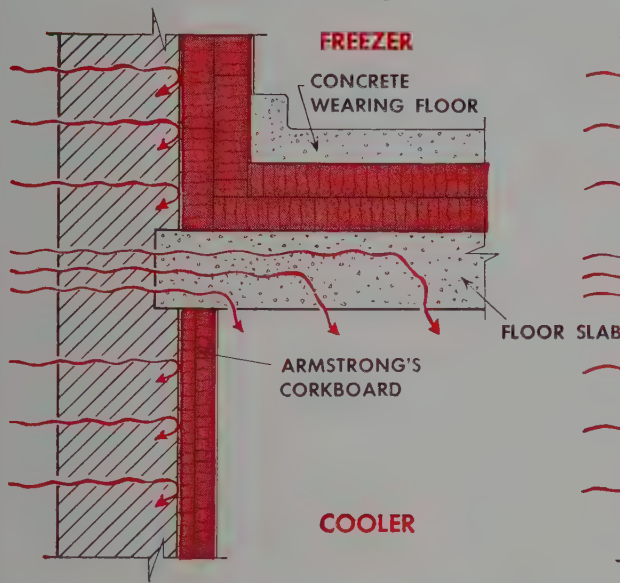 FREEZER
CONCRETE
WEARING FLOOR
FLOOR SLAB
ARMSTRONG'S
CORKBOARD
COOLER